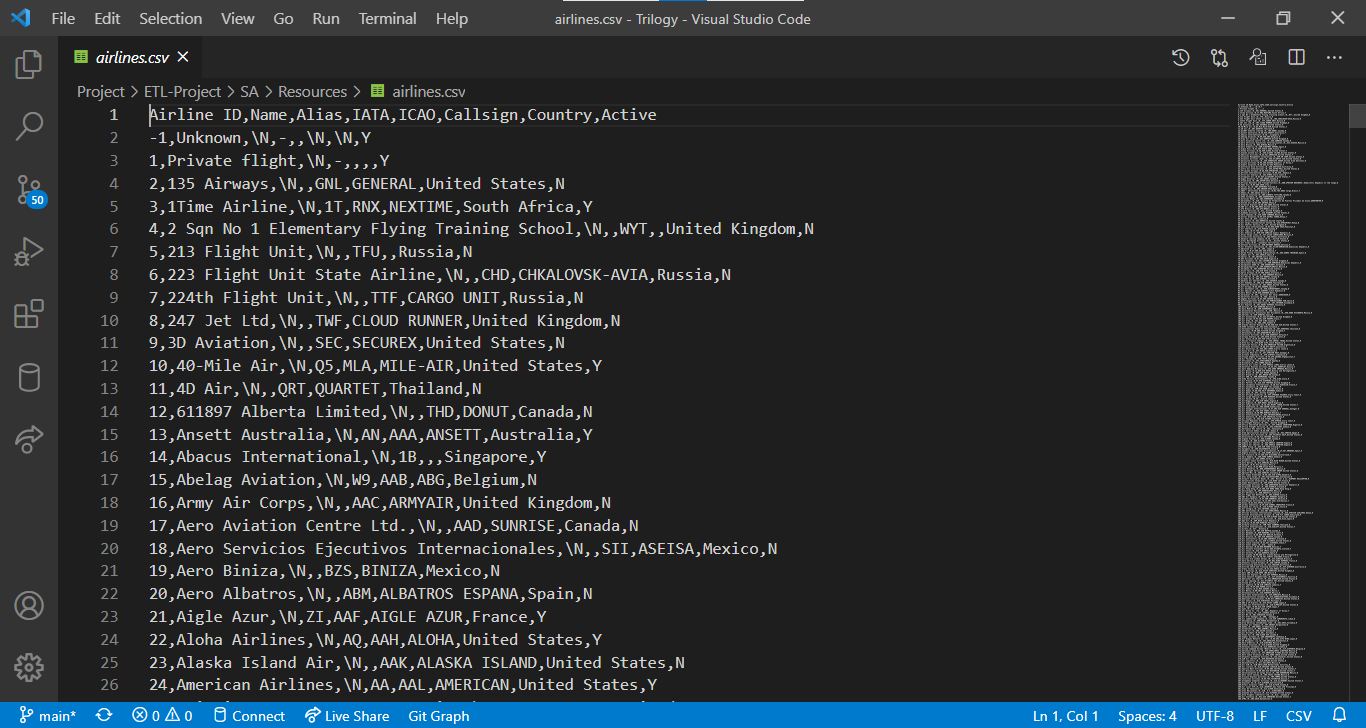 File Edit Selection View Go Run Terminal Help airlines.csv - Trilogy - Visual Studio Code
airlines.csv
Project > ETL-Project > SA > Resources > airlines.csv
1 Airline ID,Name,Alias,IATA,ICAO,Callsign,Country,Active
2 -1,Unknown,\N,-,,\N,\N,Y
3 1,Private flight,\N,-,,,,Y
4 2,135 Airways,\N,,GNL,GENERAL,United States,N
5 3,1Time Airline,\N,1T,RNX,NEXTIME,South Africa,Y
6 4,2 Sqn No 1 Elementary Flying Training School,\N,,WYT,,United Kingdom,N
7 5,213 Flight Unit,\N,,TFU,,Russia,N
8 6,223 Flight Unit State Airline,\N,,CHD,CHKALOVSK-AVIA,Russia,N
9 7,224th Flight Unit,\N,,TTF,CARGO UNIT,Russia,N
10 8,247 Jet Ltd,\N,,TWF,CLOUD RUNNER,United Kingdom,N
11 9,3D Aviation,\N,,SEC,SECUREX,United States,N
12 10,40-Mile Air,\N,Q5,MLA,MILE-AIR,United States,Y
13 11,4D Air,\N,,QRT,QUARTET,Thailand,N
14 12,611897 Alberta Limited,\N,,THD,DONUT,Canada,N
15 13,Ansett Australia,\N,AN,AAA,ANSETT,Australia,Y
16 14,Abacus International,\N,1B,,,Singapore,Y
17 15,Abelag Aviation,\N,W9,AAB,ABG,Belgium,N
18 16,Army Air Corps,\N,,AAC,ARMYAIR,United Kingdom,N
19 17,Aero Aviation Centre Ltd.,\N,,AAD,SUNRISE,Canada,N
20 18,Aero Servicios Ejecutivos Internacionales,\N,,SII,ASEISA,Mexico,N
21 19,Aero Biniza,\N,,BZS,BINIZA,Mexico,N
22 20,Aero Albatros,\N,,ABM,ALBATROS ESPANA,Spain,N
23 21,Aigle Azur,\N,ZI,AAF,AIGLE AZUR,France,Y
24 22,Aloha Airlines,\N,AQ,AAH,ALOHA,United States,Y
25 23,Alaska Island Air,\N,,AAK,ALASKA ISLAND,United States,N
26 24,American Airlines,\N,AA,AAL,AMERICAN,United States,Y
50
main* 0 0 Connect Live Share Git Graph Ln 1, Col 1 Spaces: 4 UTF-8 LF CSV